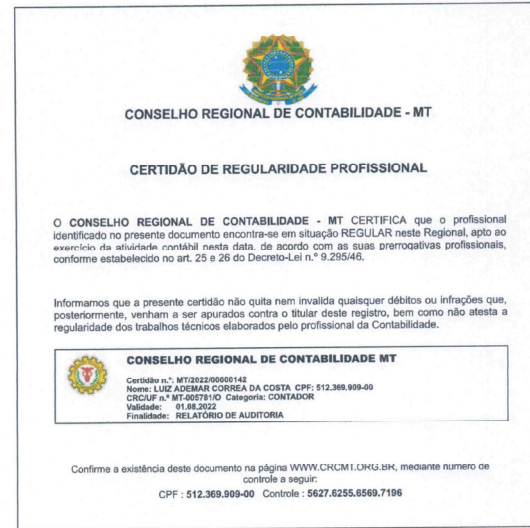 CONSELHO REGIONAL DE CONTABILIDADE - MT
CERTIDÃO DE REGULARIDADE PROFISSIONAL
O CONSELHO REGIONAL DE CONTABILIDADE - MT CERTIFICA que o profissional
identificado no presente documento encontra-se em situação REGULAR neste Regional, apto ao
exercício da atividade contábil nesta data, de acordo com as suas prerrogativas profissionais,
conforme estabelecido no art. 25 e 26 do Decreto-Lei n.º 9.295/46.
Informamos que a presente certidão não quita nem invalida quaisquer débitos ou infrações que,
posteriormente, venham a ser apurados contra o titular deste registro, bem como não atesta a
regularidade dos trabalhos técnicos elaborados pelo profissional da Contabilidade.
CONSELHO REGIONAL DE CONTABILIDADE MT
Certidão n.º: MT/2022/00000142
Nome: LUIZ ADEMAR CORREA DA COSTA CPF: 512.369.909-00
CRC/UF n.º MT-005781/O Categoria: CONTADOR
Validade: 01.08.2022
Finalidade: RELATÓRIO DE AUDITORIA
Confirme a existência deste documento na página WWW.CRCMT.ORG.BR, mediante número de
controle a seguir:
CPF : 512.369.909-00 Controle : 5627.6255.6569.7196